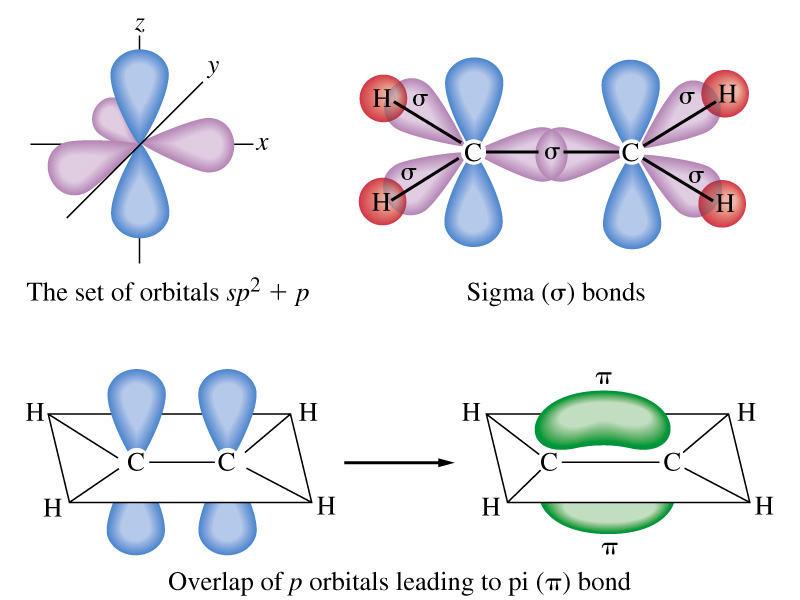 z
y
x
The set of orbitals sp² + p
H σ σ H
C σ C
H σ σ H
Sigma (σ) bonds
H H
C C
H H
π
H H
C C
H H
π
Overlap of p orbitals leading to pi (π) bond